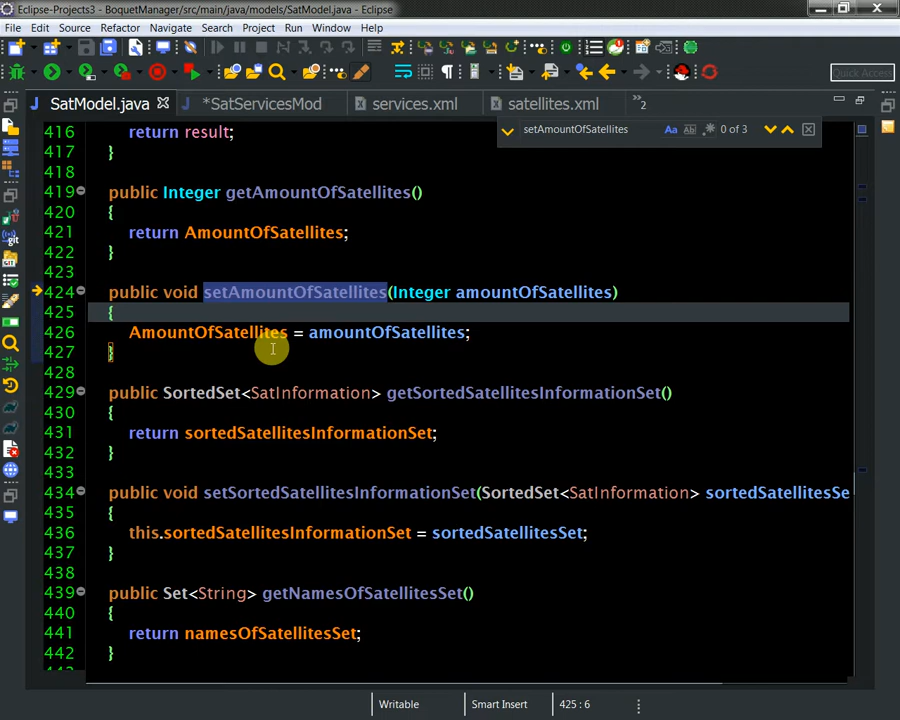 Eclipse-Projects3 - BoquetManager/src/main/java/models/SatModel.java - Eclipse
File Edit Source Refactor Navigate Search Project Run Window Help
Quick Access
SatModel.java *SatServicesMod services.xml satellites.xml »2
setAmountOfSatellites Aa Ab 0 of 3
416 return result;
417 }
418
419 public Integer getAmountOfSatellites()
420 {
421 return AmountOfSatellites;
422 }
423
424 public void setAmountOfSatellites(Integer amountOfSatellites)
425 {
426 AmountOfSatellites = amountOfSatellites;
427 }
428
429 public SortedSet<SatInformation> getSortedSatellitesInformationSet()
430 {
431 return sortedSatellitesInformationSet;
432 }
433
434 public void setSortedSatellitesInformationSet(SortedSet<SatInformation> sortedSatellitesSe
435 {
436 this.sortedSatellitesInformationSet = sortedSatellitesSet;
437 }
438
439 public Set<String> getNamesOfSatellitesSet()
440 {
441 return namesOfSatellitesSet;
442 }
Writable Smart Insert 425 : 6